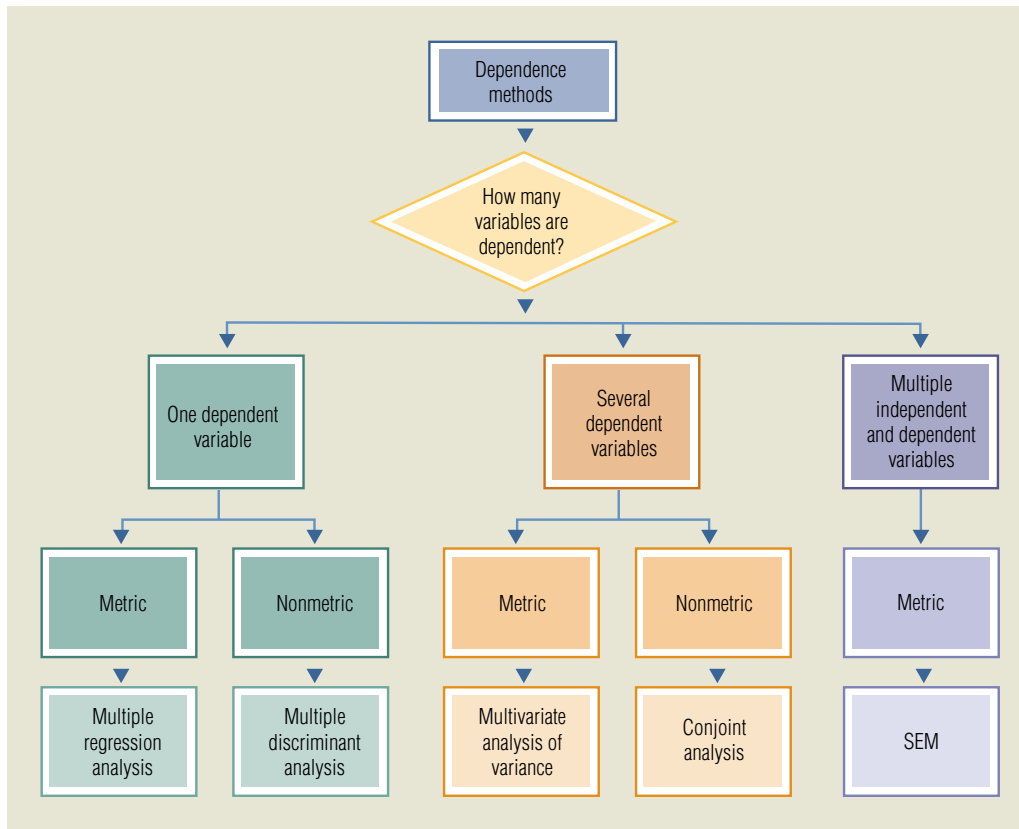 Dependence
methods
How many
variables are
dependent?
One dependent
variable
Several
dependent
variables
Multiple
independent
and dependent
variables
Metric
Nonmetric
Metric
Nonmetric
Metric
Multiple
regression
analysis
Multiple
discriminant
analysis
Multivariate
analysis of
variance
Conjoint
analysis
SEM